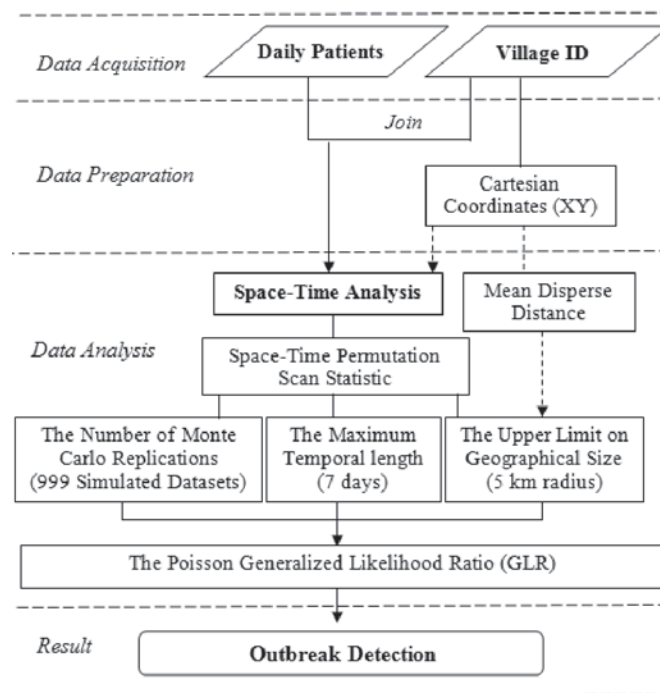 Data Acquisition
Daily Patients
Village ID
Join
Data Preparation
Cartesian
Coordinates (XY)
Space-Time Analysis
Mean Disperse
Distance
Data Analysis
Space-Time Permutation
Scan Statistic
The Number of Monte
Carlo Replications
(999 Simulated Datasets)
The Maximum
Temporal length
(7 days)
The Upper Limit on
Geographical Size
(5 km radius)
The Poisson Generalized Likelihood Ratio (GLR)
Result
Outbreak Detection